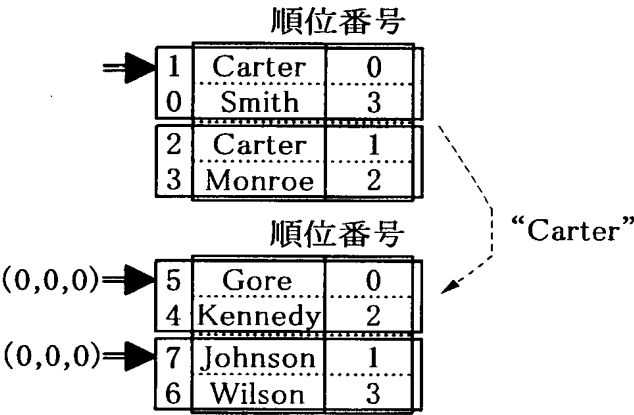 順位番号
1 Carter 0
0 Smith 3
2 Carter 1
3 Monroe 2
"Carter"
順位番号
(0,0,0) 5 Gore 0
4 Kennedy 2
(0,0,0) 7 Johnson 1
6 Wilson 3